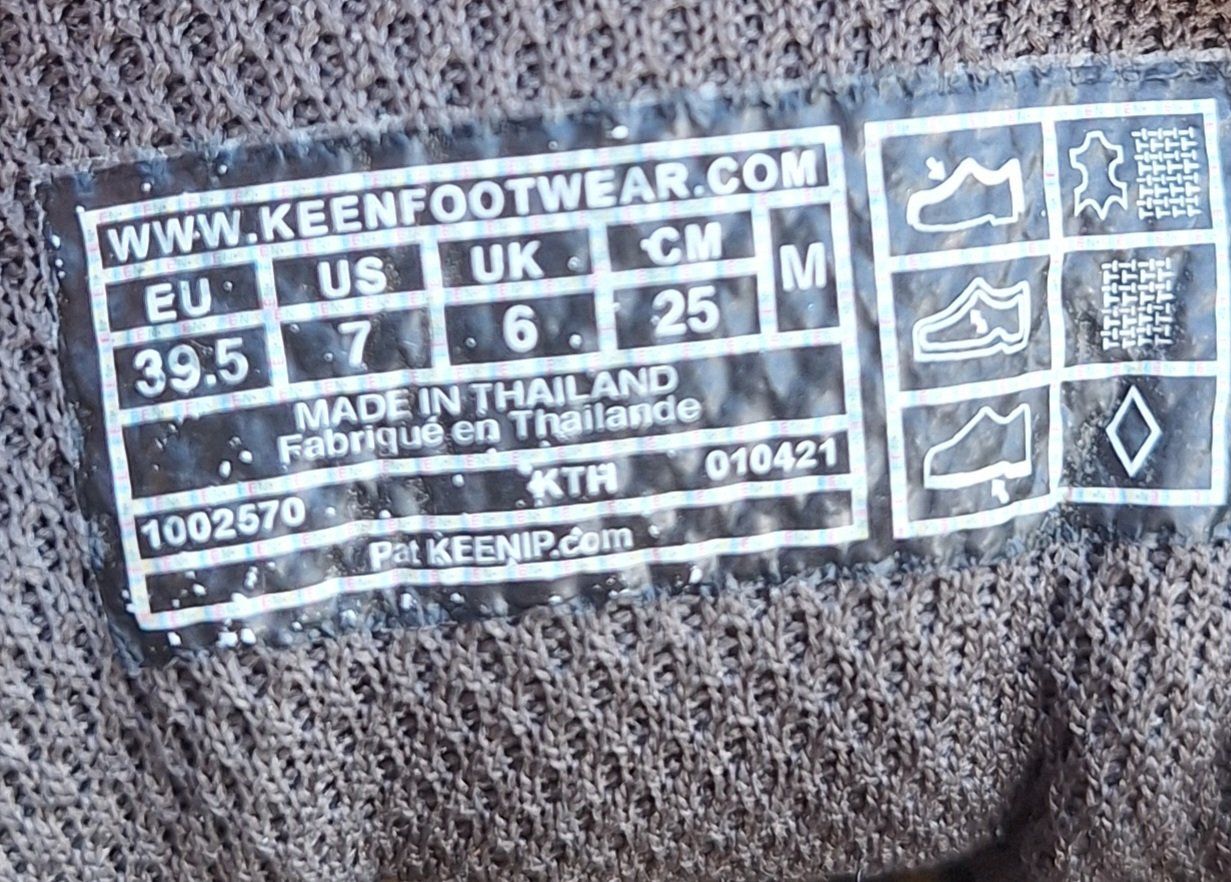 WWW.KEENFOOTWEAR.COM
EU US UK CM M
39.5 7 6 25
MADE IN THAILAND
Fabriqué en Thaïlande
1002570 KTH 010421
Pat KEENIP.com